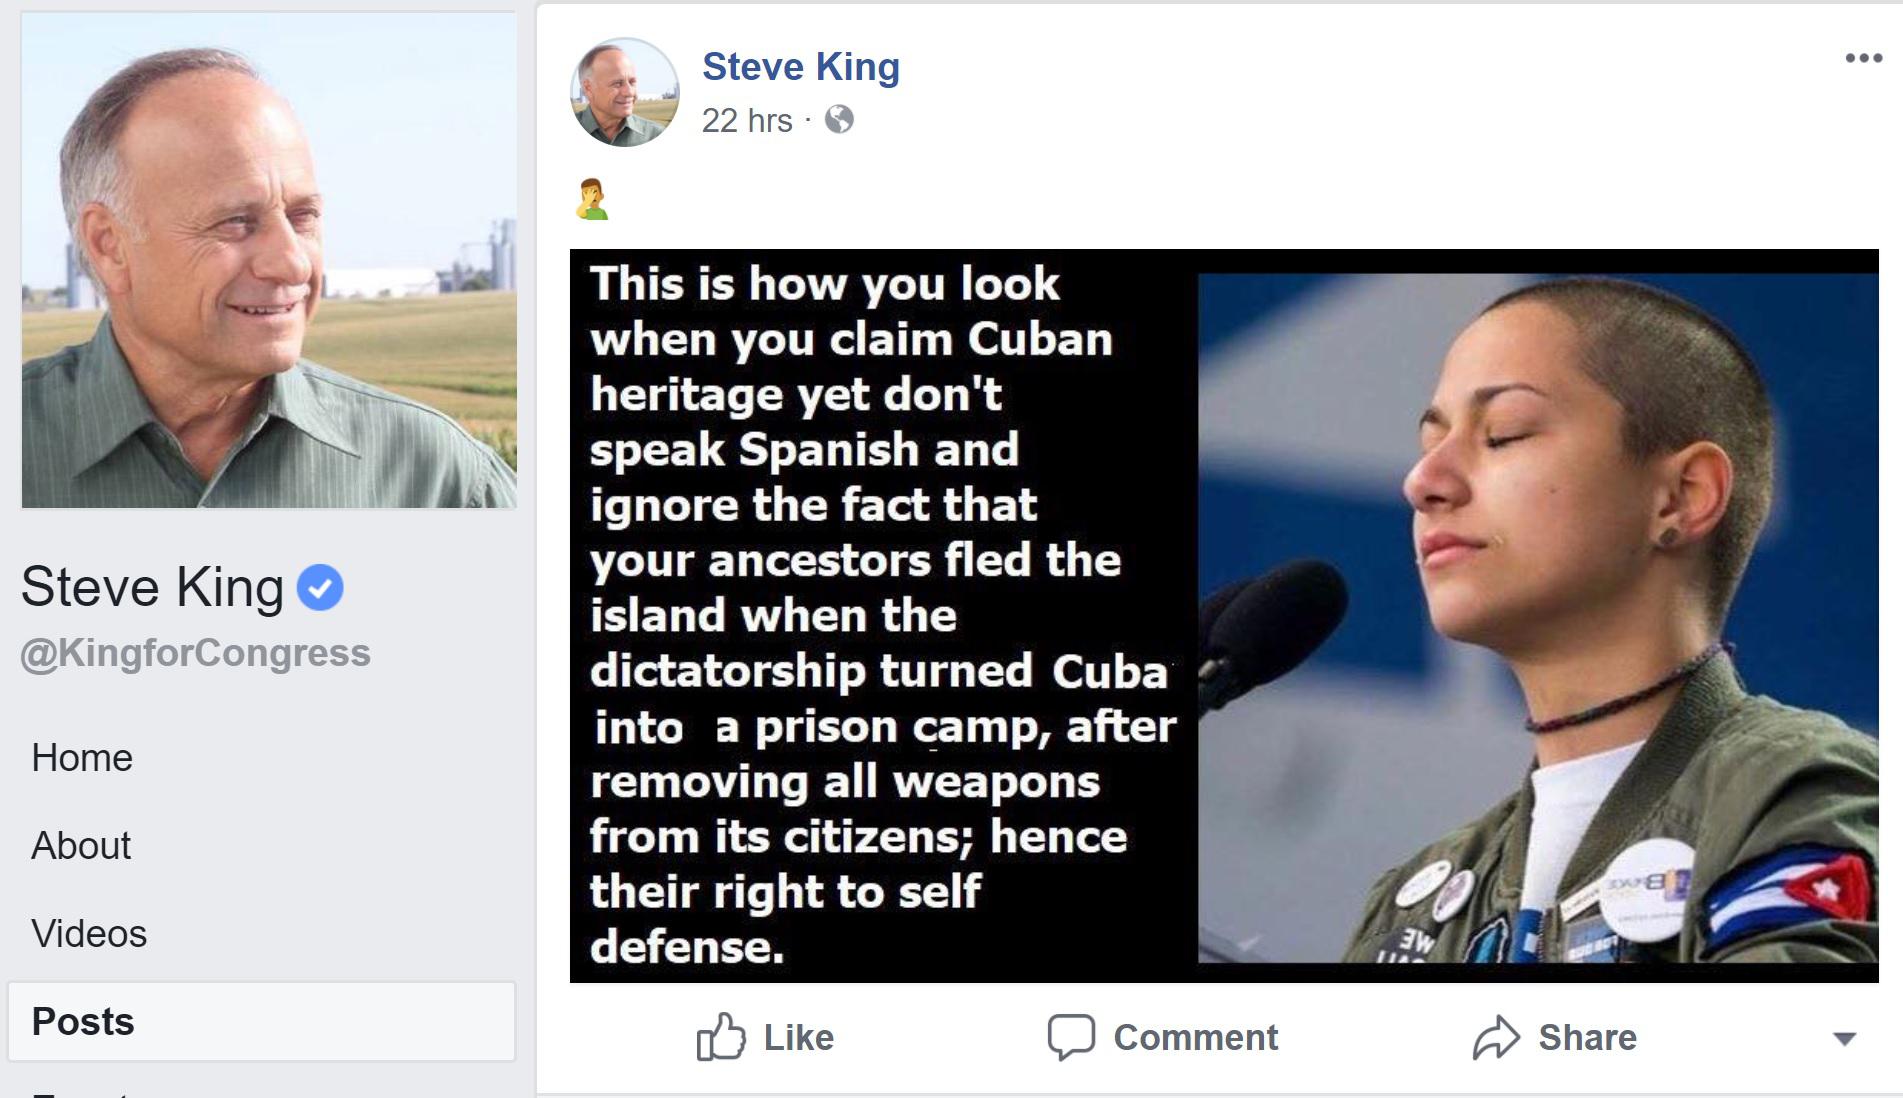 Steve King
@KingforCongress
Home
About
Videos
Posts
Steve King
22 hrs ·
This is how you look
when you claim Cuban
heritage yet don't
speak Spanish and
ignore the fact that
your ancestors fled the
island when the
dictatorship turned Cuba
into a prison camp, after
removing all weapons
from its citizens; hence
their right to self
defense.
WE
Like
Comment
Share